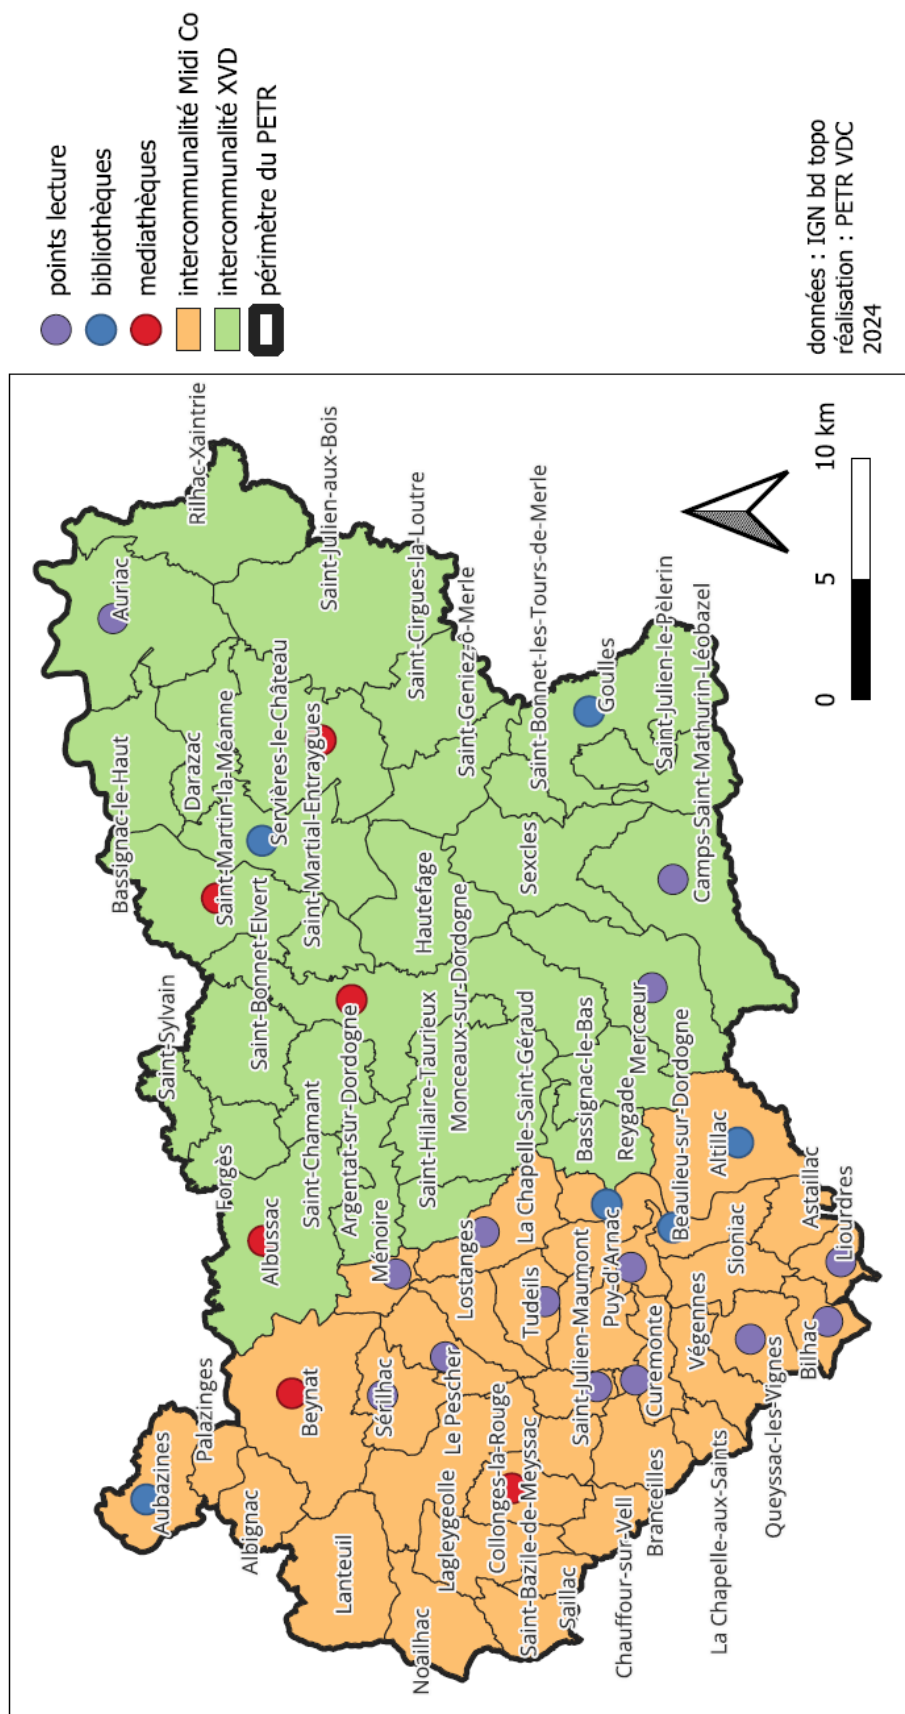 points lecture
bibliothèques
mediathèques
intercommunalité Midi Co
intercommunalité XVD
périmètre du PETR
Aubazines
Palazinges
Albignac
Beynat
Lanteuil
Noailhac
Sérilhac
Le Pescher
Lagleygeolle
Collonges-la-Rouge
Saint-Bazile-de-Meyssac
Saillac
Chauffour-sur-Vell
Branceilles
La Chapelle-aux-Saints
Queyssac-les-Vignes
Saint-Julien-Maumont
Curemonte
Végennes
Bilhac
Liourdres
Astaillac
Sioniac
Altillac
Beaulieu-sur-Dordogne
Puy-d'Arnac
Tudeils
Lostanges
Ménoire
La Chapelle-Saint-Géraud
Albussac
Forgès
Saint-Chamant
Argentat-sur-Dordogne
Saint-Hilaire-Taurieux
Monceaux-sur-Dordogne
Bassignac-le-Bas
Reygade
Mercœur
Saint-Sylvain
Saint-Bonnet-Elvert
Saint-Martial-Entraygues
Hautefage
Sexcles
Camps-Saint-Mathurin-Léobazel
Bassignac-le-Haut
Darazac
Saint-Martin-la-Méanne
Servières-le-Château
Auriac
Rilhac-Xaintrie
Saint-Julien-aux-Bois
Saint-Cirgues-la-Loutre
Saint-Geniez-ô-Merle
Saint-Bonnet-les-Tours-de-Merle
Goulles
Saint-Julien-le-Pèlerin
0 5 10 km
données : IGN bd topo
réalisation : PETR VDC
2024